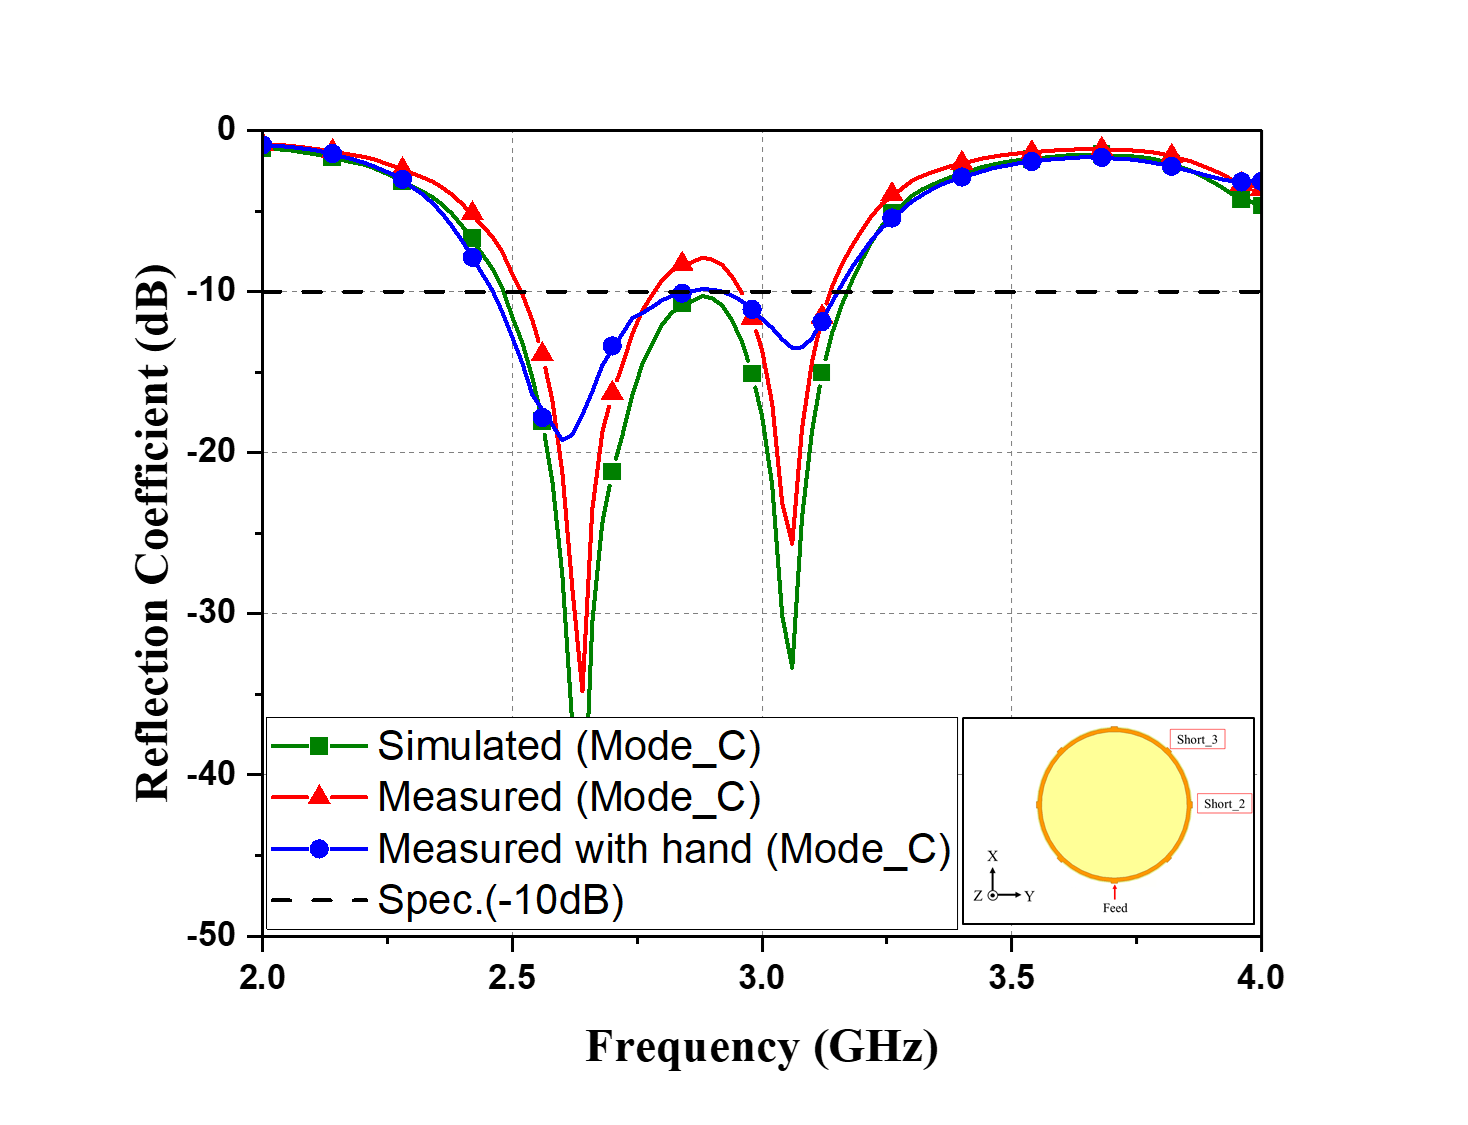 0
-10
-20
-30
-40
-50
2.0 2.5 3.0 3.5 4.0
Reflection Coefficient (dB)
Frequency (GHz)
Simulated (Mode_C)
Measured (Mode_C)
Measured with hand (Mode_C)
Spec.(-10dB)
Short_3
Short_2
X
Z Y
Feed